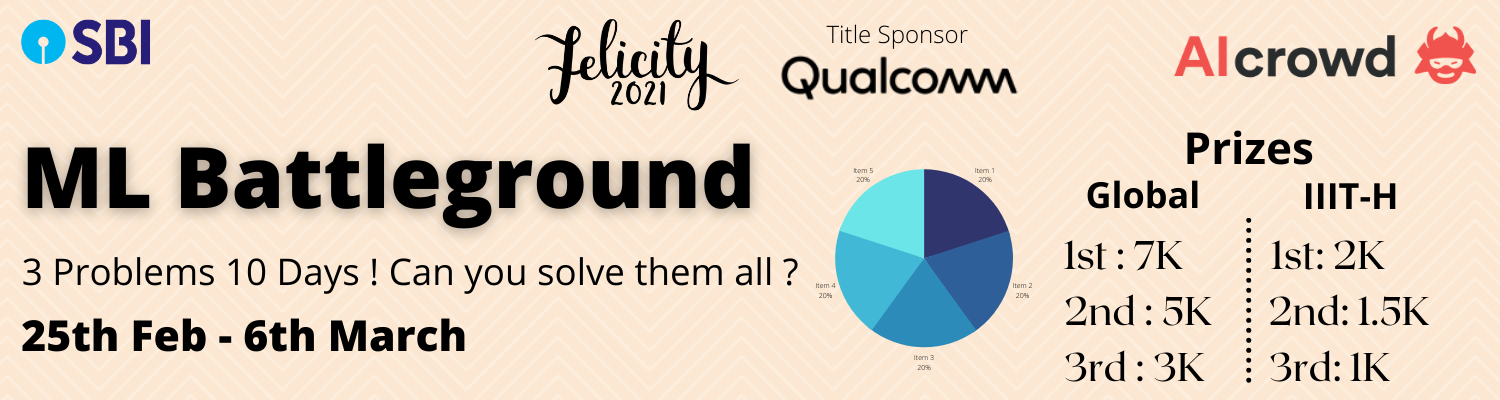 SBI
Felicity
2021
Title Sponsor
Qualcomm
AIcrowd
ML Battleground
3 Problems 10 Days ! Can you solve them all ?
25th Feb - 6th March
Item 5
20%
Item 1
20%
Item 4
20%
Item 2
20%
Item 3
20%
Prizes
Global
1st : 7K
2nd : 5K
3rd : 3K
IIIT-H
1st: 2K
2nd: 1.5K
3rd: 1K